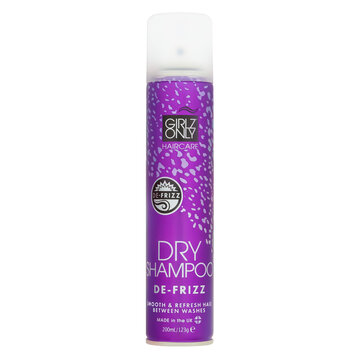 GIRLZ
ONLY
HAIRCARE
DE-FRIZZ
DRY
SHAMPOO
DE-FRIZZ
SMOOTH & REFRESH HAIR
BETWEEN WASHES
MADE in the UK
200ml/123g